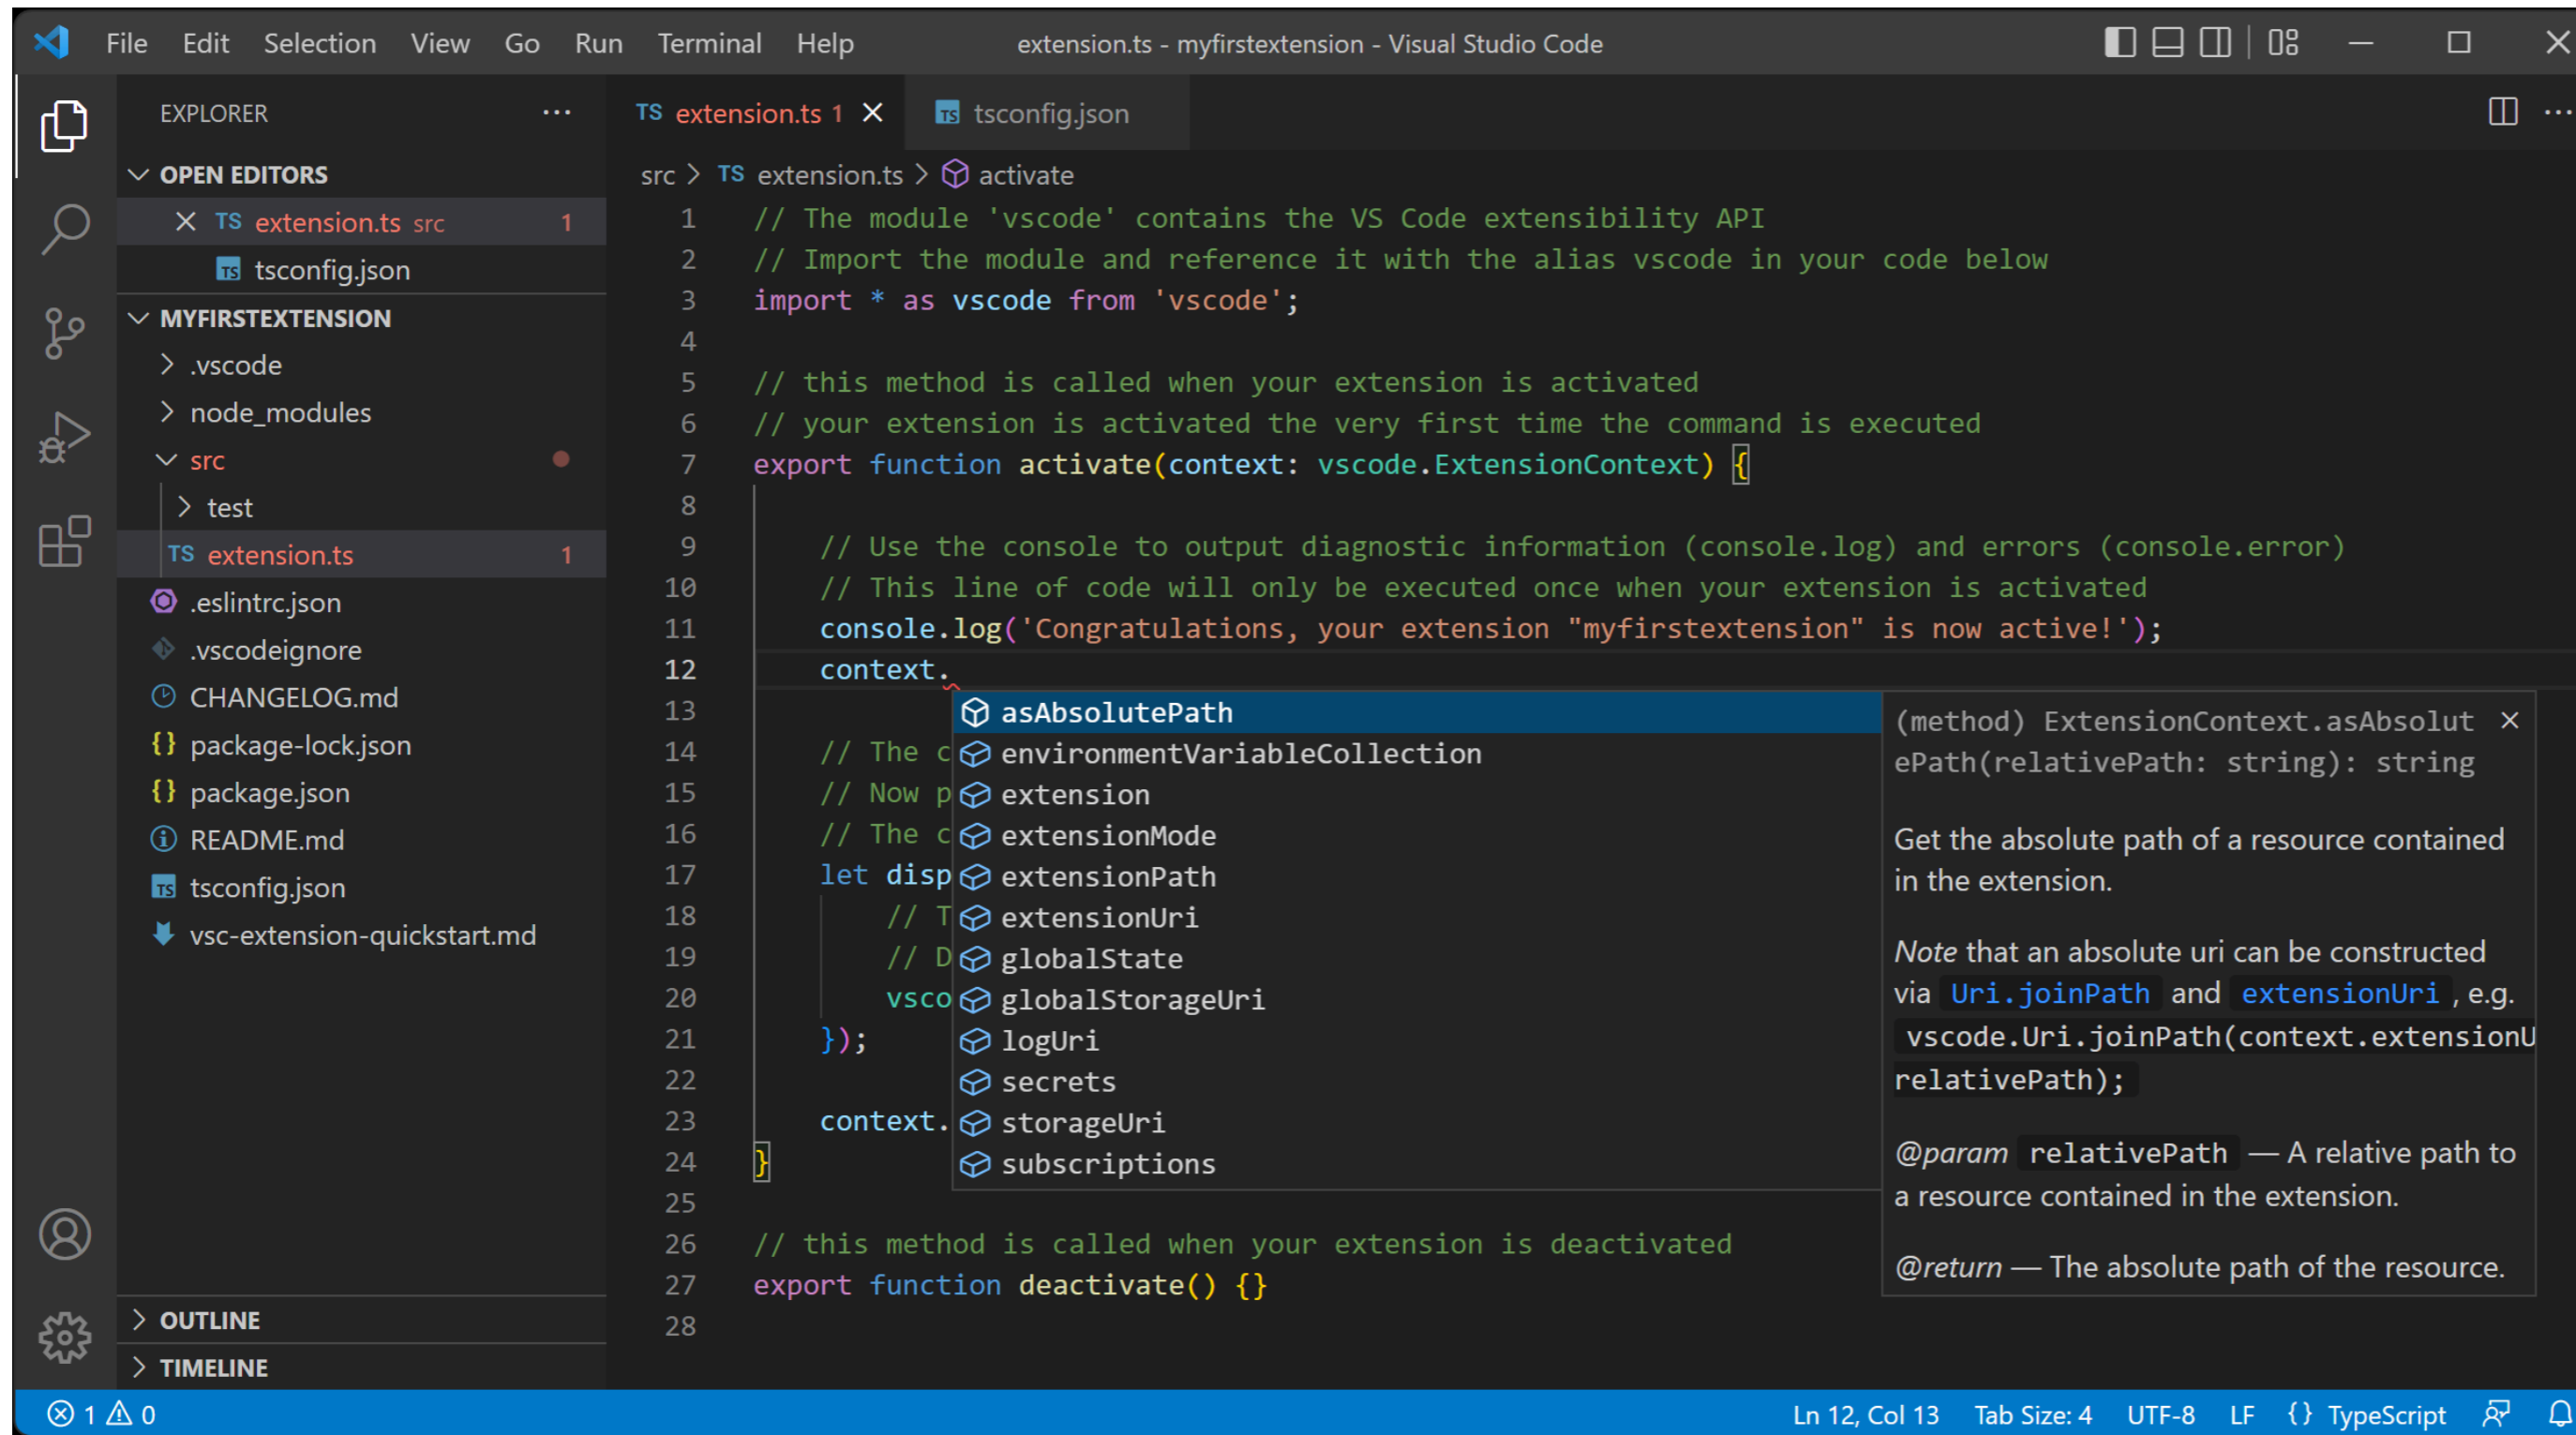 File Edit Selection View Go Run Terminal Help extension.ts - myfirstextension - Visual Studio Code
EXPLORER ···
OPEN EDITORS
TS extension.ts src 1
TS tsconfig.json
MYFIRSTEXTENSION
.vscode
node_modules
src
test
TS extension.ts 1
.eslintrc.json
.vscodeignore
CHANGELOG.md
{} package-lock.json
{} package.json
README.md
TS tsconfig.json
vsc-extension-quickstart.md
OUTLINE
TIMELINE
TS extension.ts 1 TS tsconfig.json
src > TS extension.ts > activate
1 // The module 'vscode' contains the VS Code extensibility API
2 // Import the module and reference it with the alias vscode in your code below
3 import * as vscode from 'vscode';
4
5 // this method is called when your extension is activated
6 // your extension is activated the very first time the command is executed
7 export function activate(context: vscode.ExtensionContext) {
8
9 // Use the console to output diagnostic information (console.log) and errors (console.error)
10 // This line of code will only be executed once when your extension is activated
11 console.log('Congratulations, your extension "myfirstextension" is now active!');
12 context.
13
14 // The c
15 // Now p
16 // The c
17 let disp
18 // T
19 // D
20 vsco
21 });
22
23 context.
24 }
25
26 // this method is called when your extension is deactivated
27 export function deactivate() {}
28
asAbsolutePath
environmentVariableCollection
extension
extensionMode
extensionPath
extensionUri
globalState
globalStorageUri
logUri
secrets
storageUri
subscriptions
(method) ExtensionContext.asAbsolut
ePath(relativePath: string): string
Get the absolute path of a resource contained
in the extension.
Note that an absolute uri can be constructed
via Uri.joinPath and extensionUri, e.g.
vscode.Uri.joinPath(context.extensionU
relativePath);
@param relativePath — A relative path to
a resource contained in the extension.
@return — The absolute path of the resource.
1 0 Ln 12, Col 13 Tab Size: 4 UTF-8 LF {} TypeScript